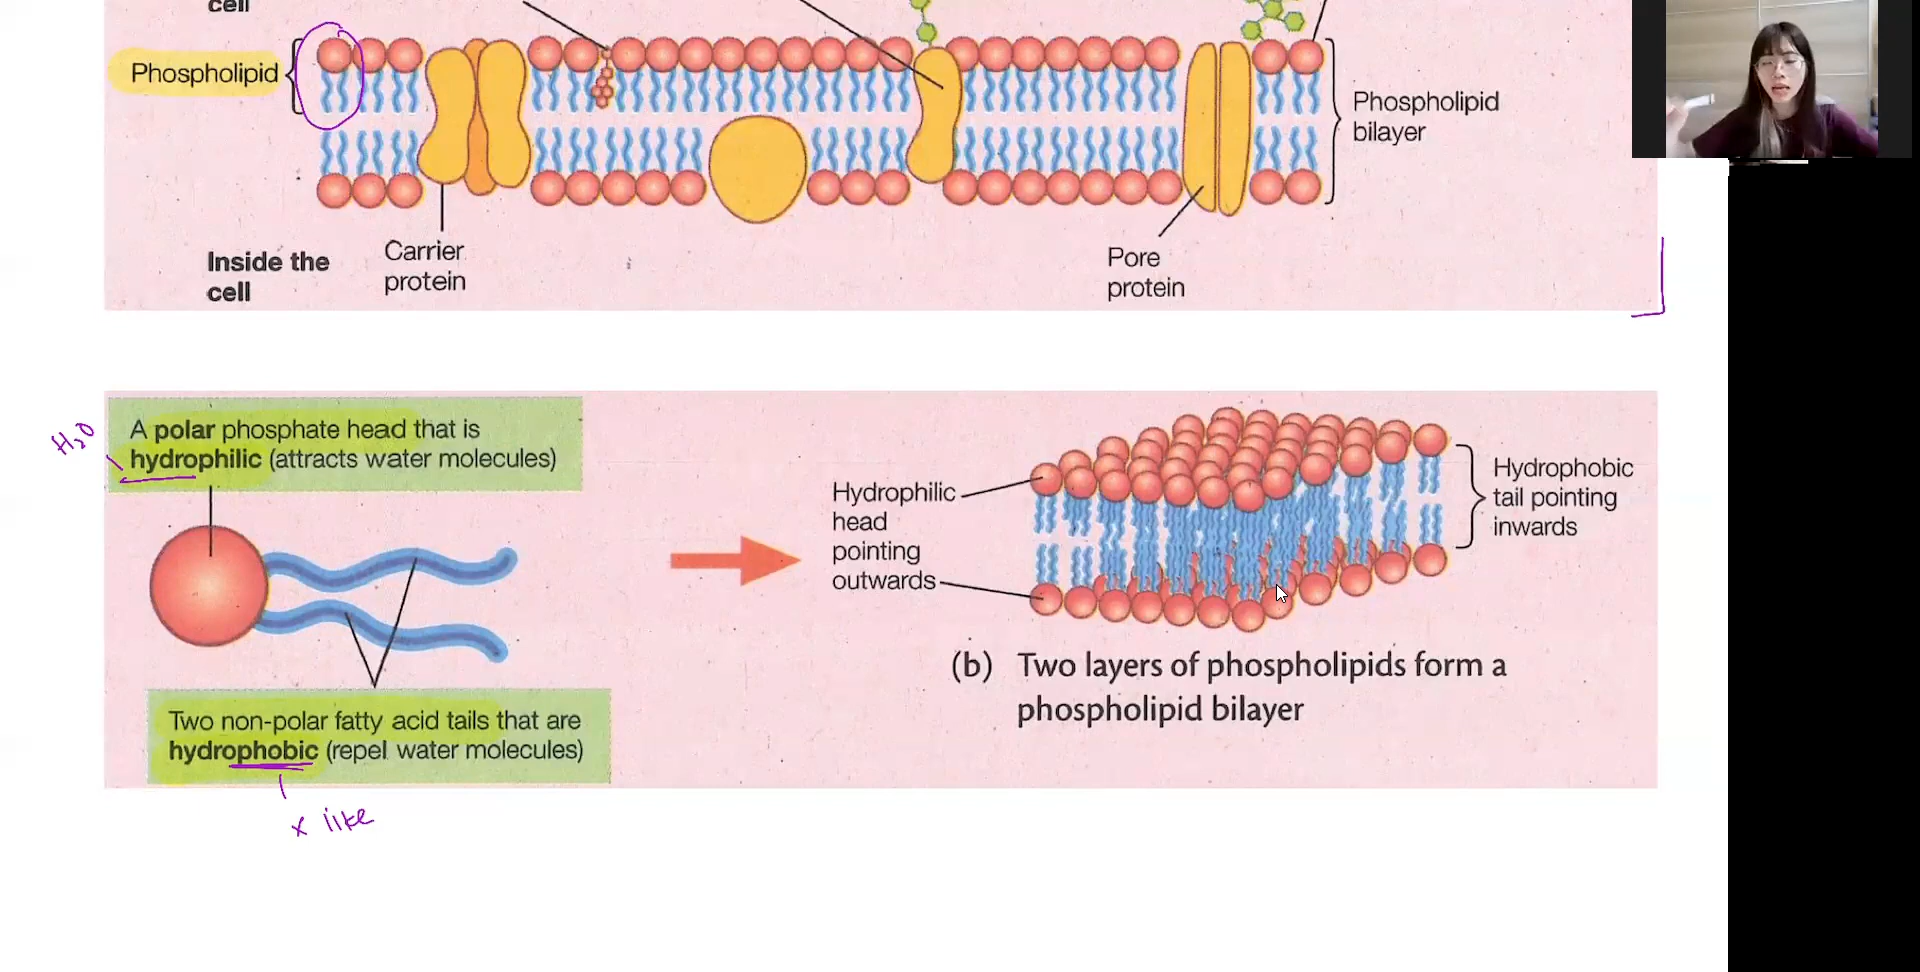 cell
Phospholipid
Phospholipid
bilayer
Inside the
cell
Carrier
protein
Pore
protein
H₂O
A polar phosphate head that is
hydrophilic (attracts water molecules)
Hydrophilic
head
pointing
outwards
Hydrophobic
tail pointing
inwards
Two non-polar fatty acid tails that are
hydrophobic (repel water molecules)
x like
(b) Two layers of phospholipids form a
phospholipid bilayer